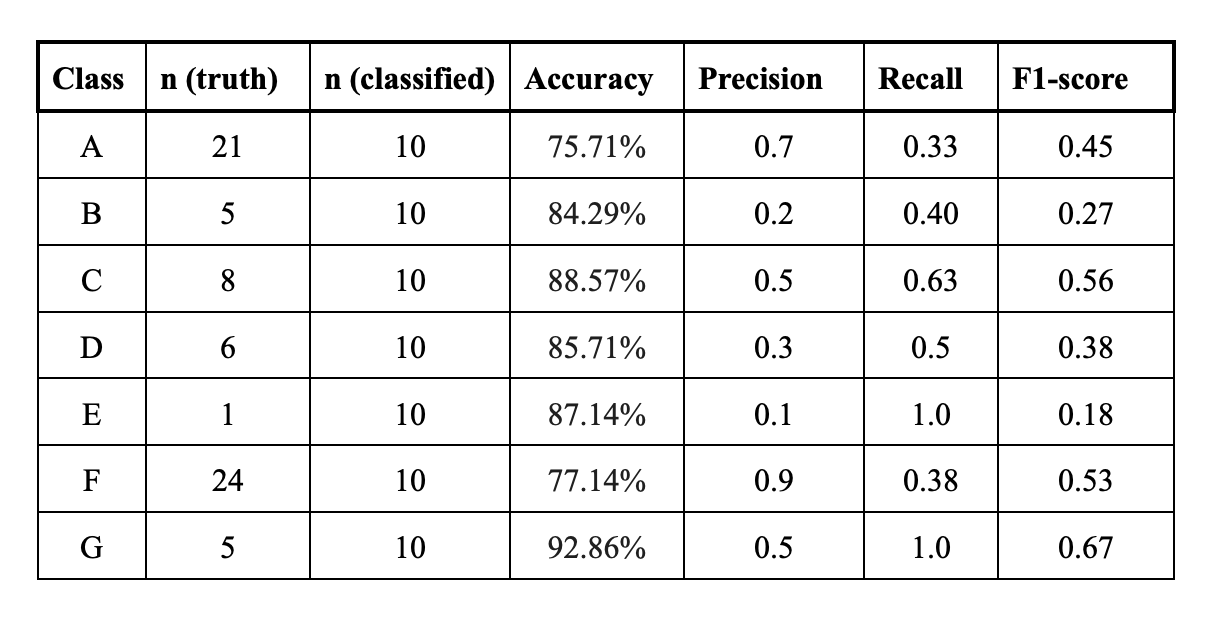 Class n (truth) n (classified) Accuracy Precision Recall F1-score
A 21 10 75.71% 0.7 0.33 0.45
B 5 10 84.29% 0.2 0.40 0.27
C 8 10 88.57% 0.5 0.63 0.56
D 6 10 85.71% 0.3 0.5 0.38
E 1 10 87.14% 0.1 1.0 0.18
F 24 10 77.14% 0.9 0.38 0.53
G 5 10 92.86% 0.5 1.0 0.67